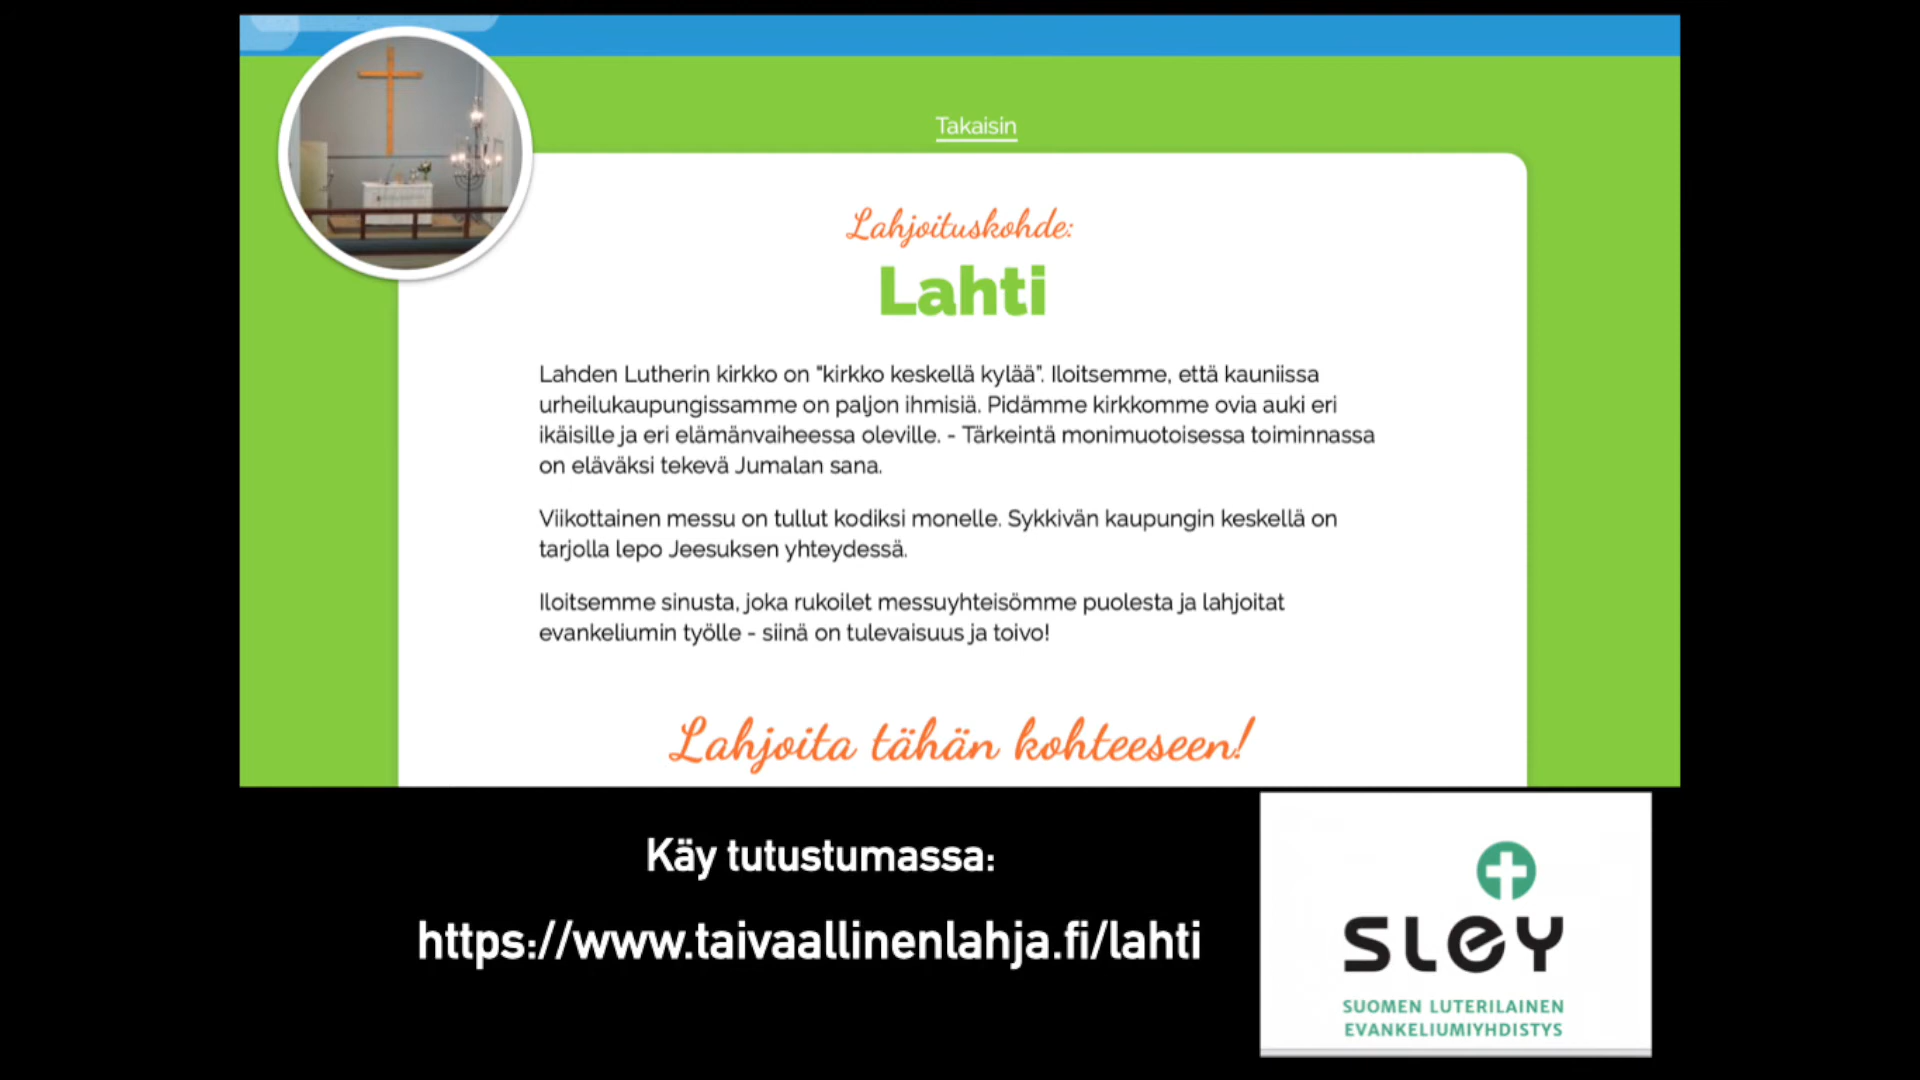 Takaisin
Lahjoituskohde:
Lahti
Lahden Lutherin kirkko on "kirkko keskellä kylää”. Iloitsemme, että kauniissa
urheilukaupungissamme on paljon ihmisiä. Pidämme kirkkomme ovia auki eri
ikäisille ja eri elämänvaiheessa oleville. - Tärkeintä monimuotoisessa toiminnassa
on eläväksi tekevä Jumalan sana.
Viikottainen messu on tullut kodiksi monelle. Sykkivän kaupungin keskellä on
tarjolla lepo Jeesuksen yhteydessä.
Iloitsemme sinusta, joka rukoilet messuyhteisömme puolesta ja lahjoitat
evankeliumin työlle - siinä on tulevaisuus ja toivo!
Lahjoita tähän kohteeseen!
Käy tutustumassa:
https://www.taivaallinenlahja.fi/lahti
SLEY
SUOMEN LUTERILAINEN
EVANKELIUMIYHDISTYS